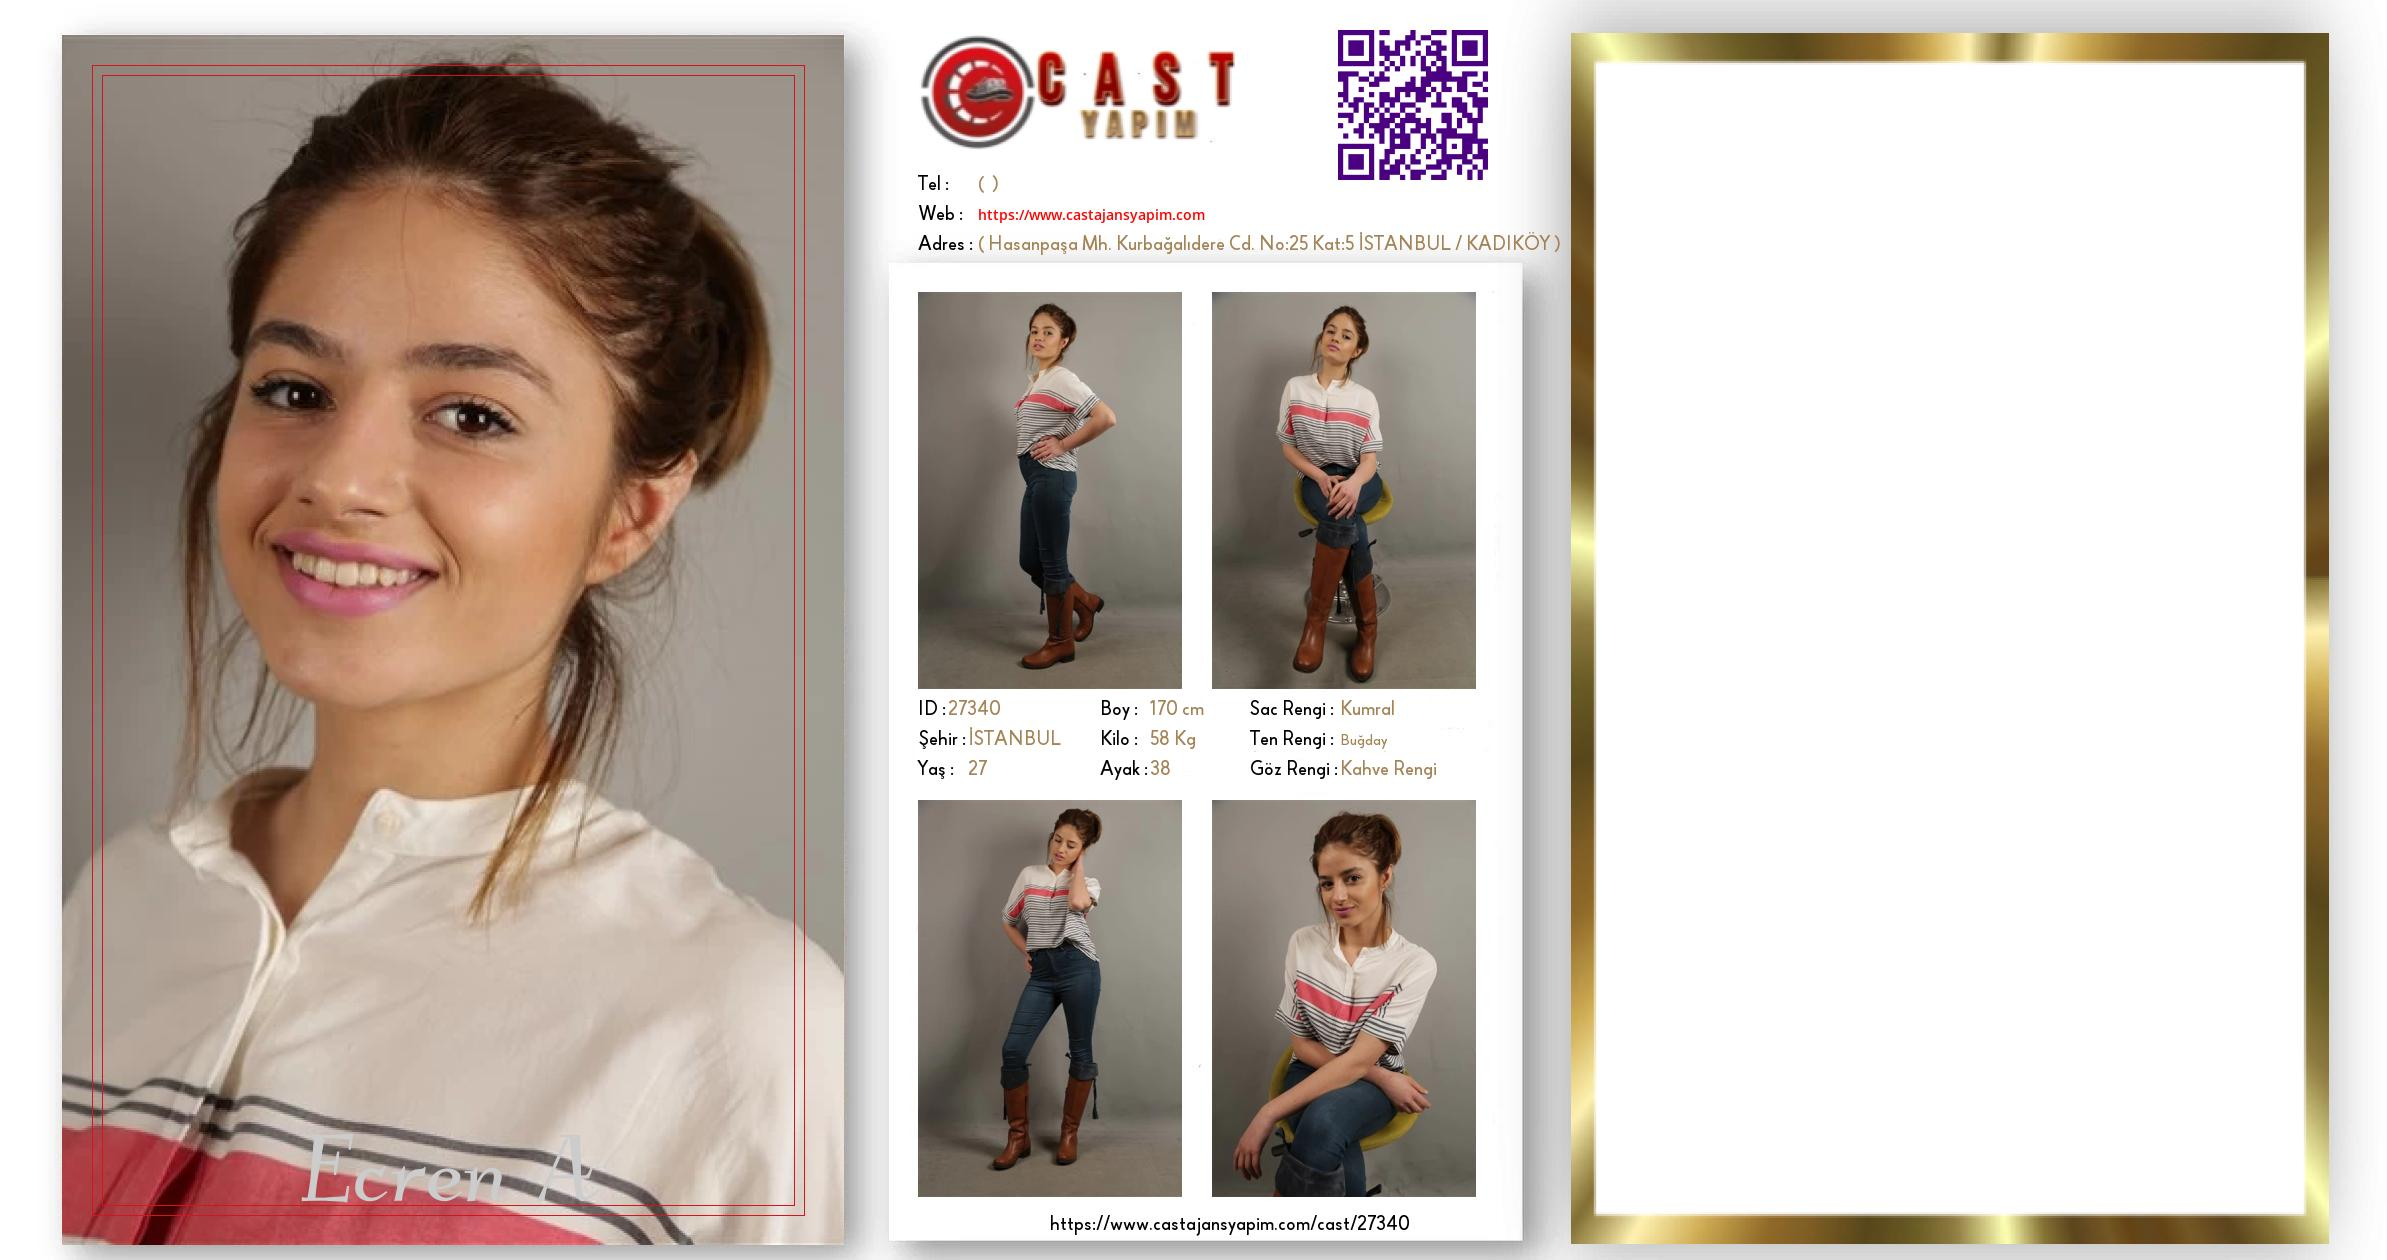 Ecren A
CAST
YAPIM
Tel : ( )
Web : https://www.castajansyapim.com
Adres : ( Hasanpaşa Mh. Kurbağalıdere Cd. No:25 Kat:5 İSTANBUL / KADIKÖY )
ID : 27340 Boy : 170 cm Sac Rengi : Kumral
Şehir : İSTANBUL Kilo : 58 Kg Ten Rengi : Buğday
Yaş : 27 Ayak : 38 Göz Rengi : Kahve Rengi
https://www.castajansyapim.com/cast/27340